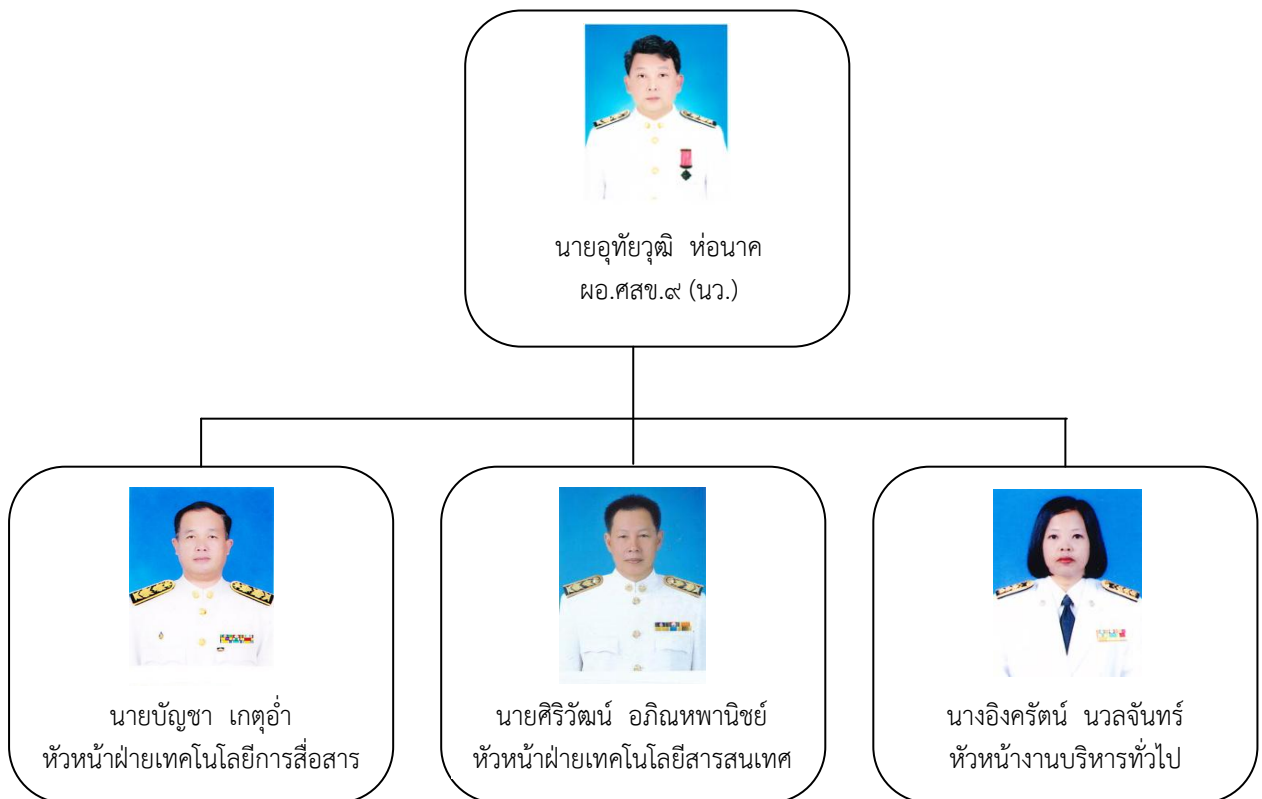 นายอุทัยวุฒิ ห่อนาค
ผอ.ศสข.๙ (นว.)
นายบัญชา เกตุอ่ำ
หัวหน้าฝ่ายเทคโนโลยีการสื่อสาร
นายศิริวัฒน์ อภิณหพานิชย์
หัวหน้าฝ่ายเทคโนโลยีสารสนเทศ
นางอิงครัตน์ นวลจันทร์
หัวหน้างานบริหารทั่วไป